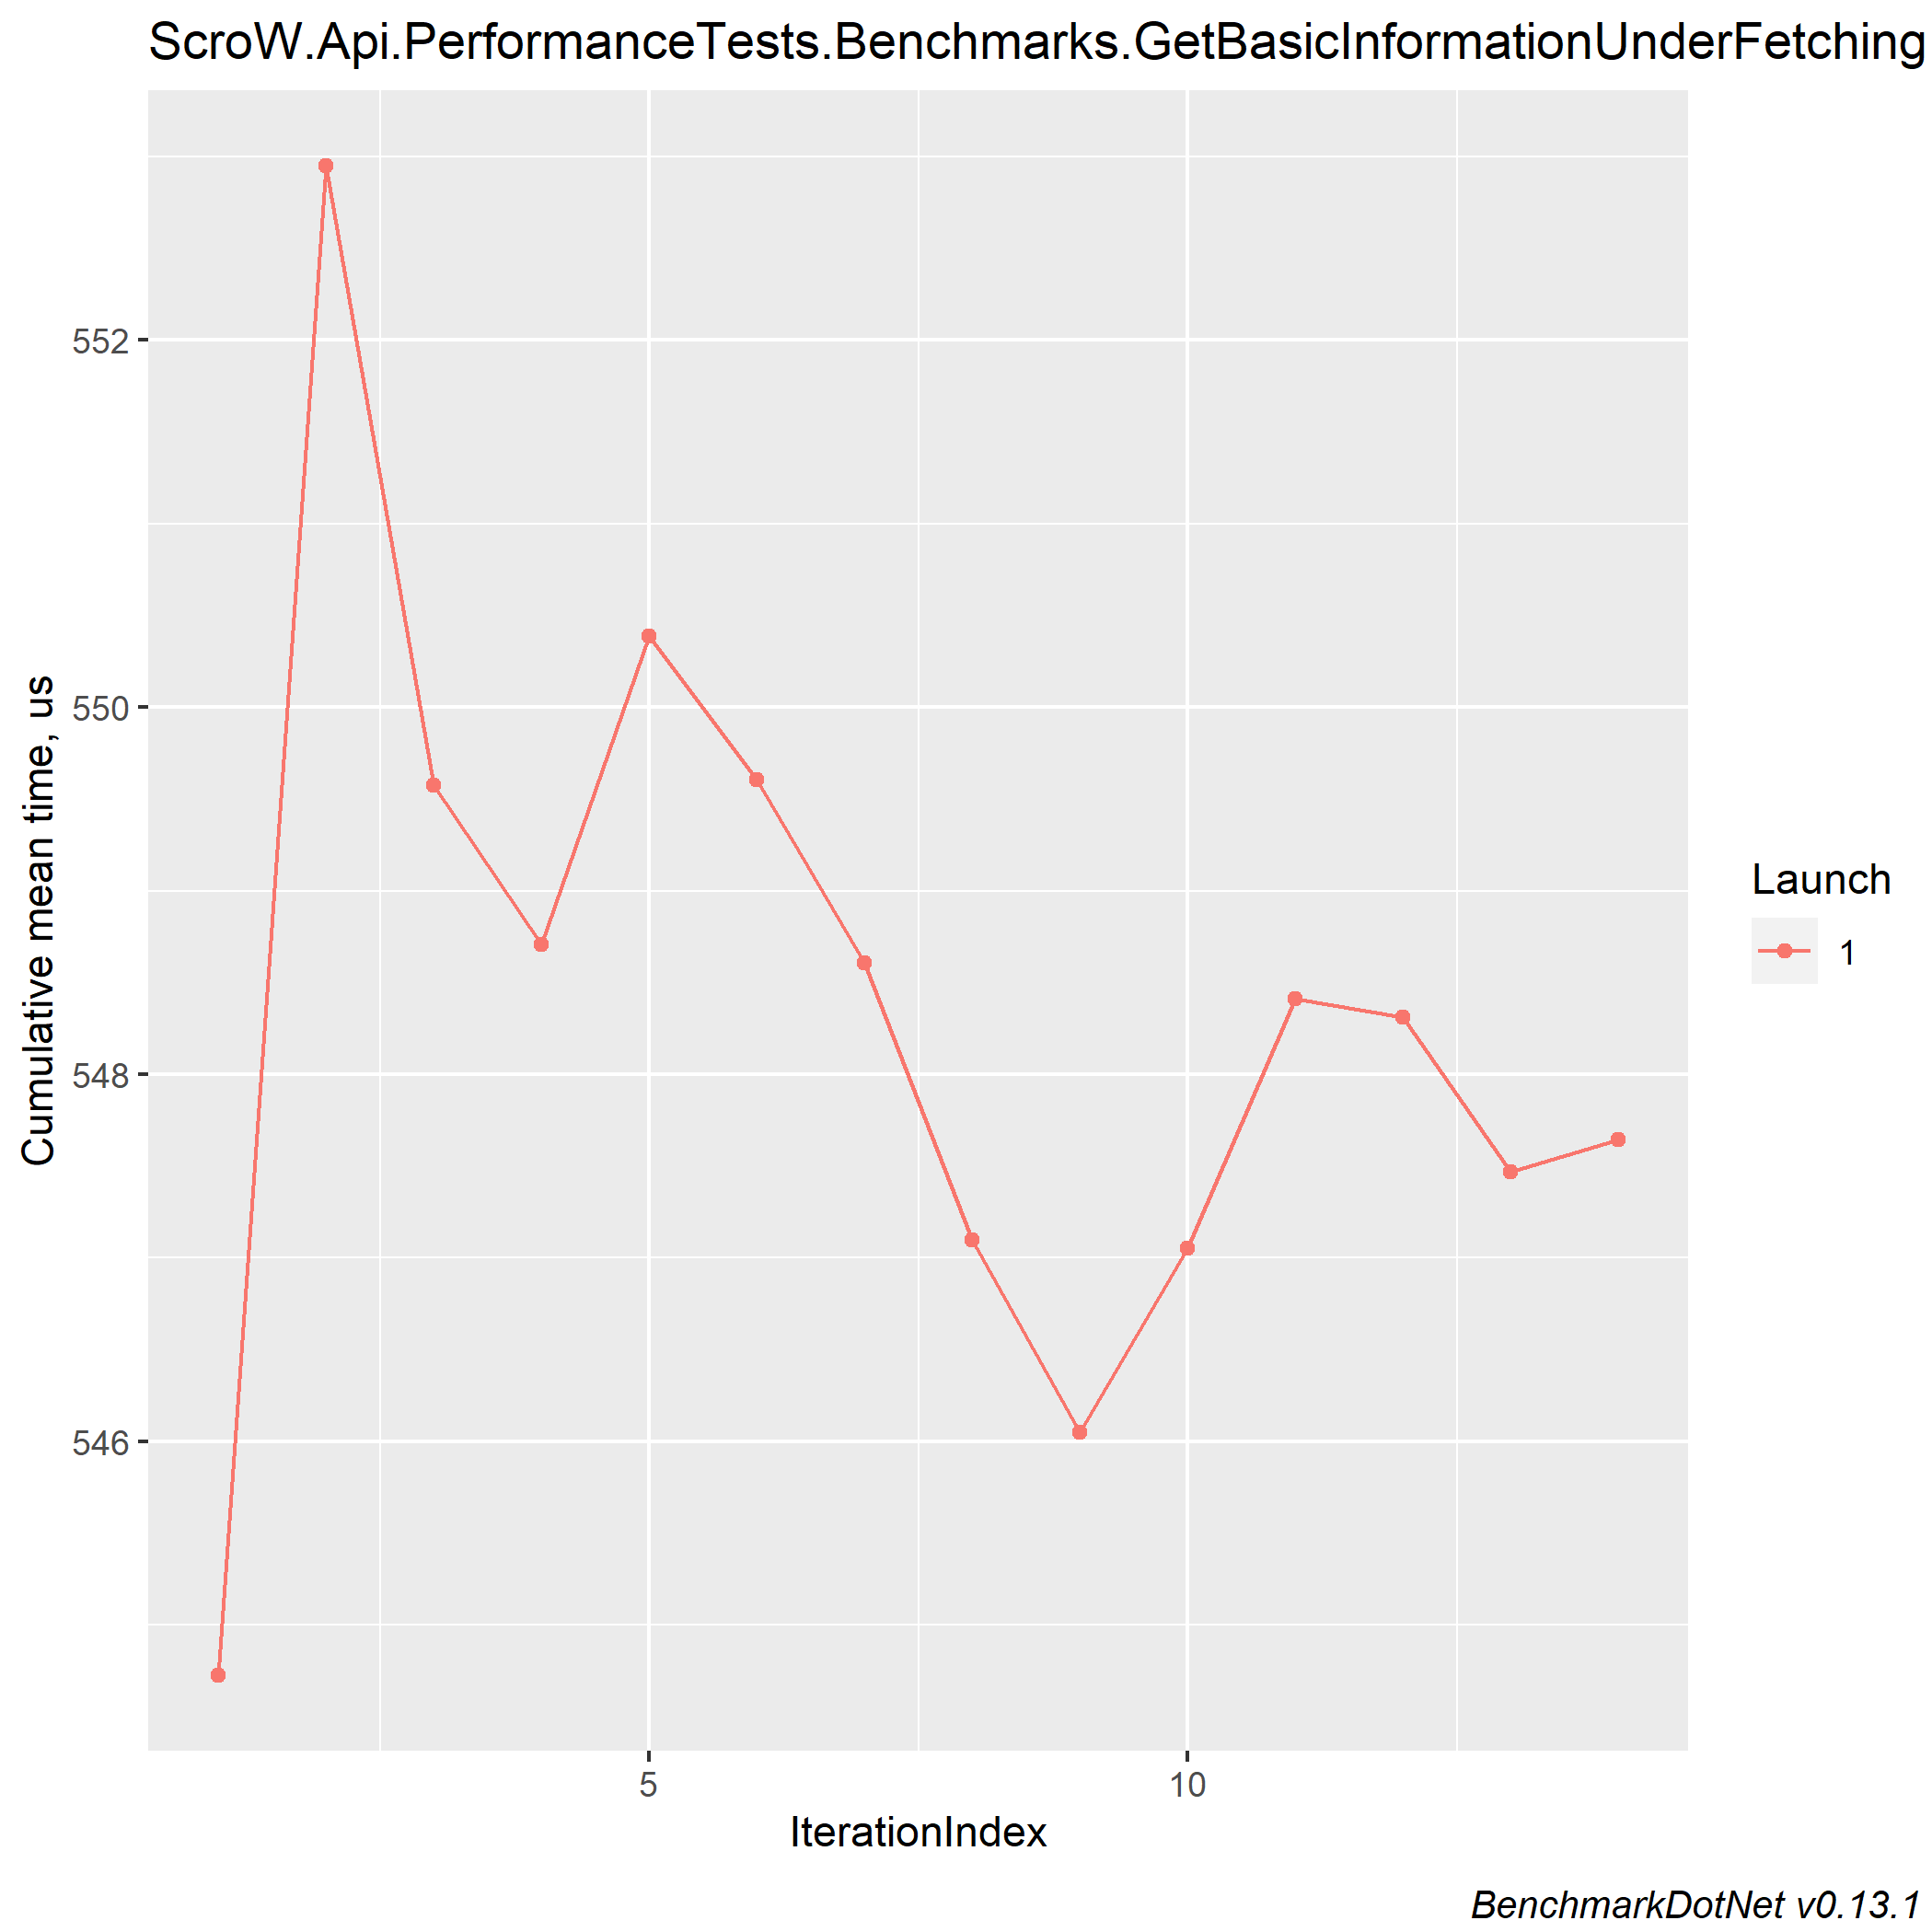 ScroW.Api.PerformanceTests.Benchmarks.GetBasicInformationUnderFetching
Cumulative mean time, us
552
550
548
546
5
10
IterationIndex
Launch
1
BenchmarkDotNet v0.13.1